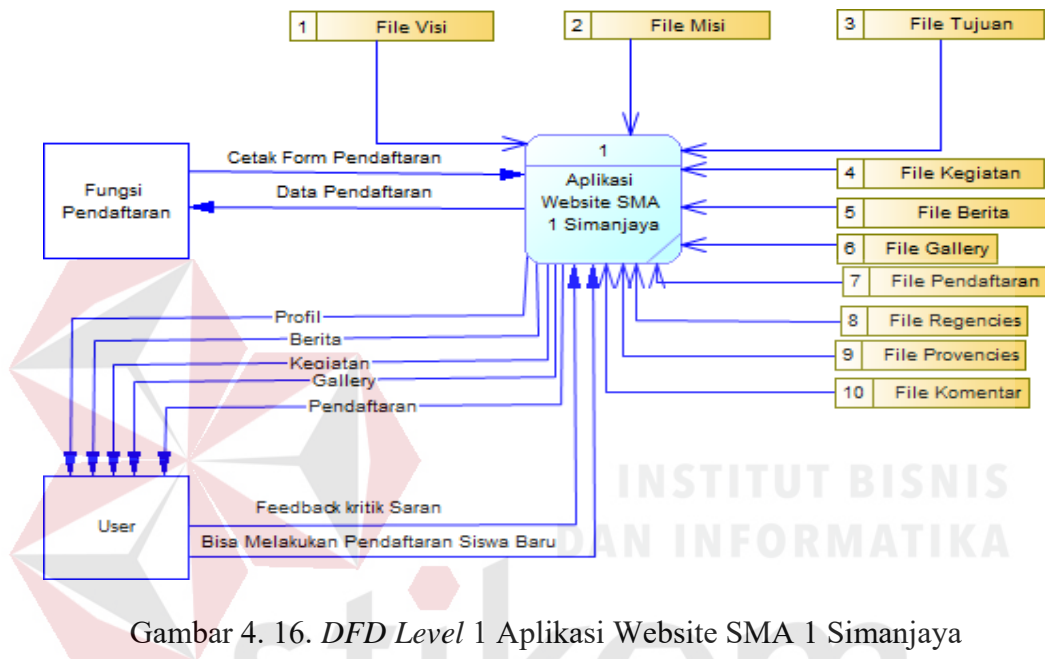 1 File Visi
2 File Misi
3 File Tujuan
Cetak Form Pendaftaran
Data Pendaftaran
Fungsi
Pendaftaran
1
Aplikasi
Website SMA
1 Simanjaya
4 File Kegiatan
5 File Berita
6 File Gallery
7 File Pendaftaran
8 File Regencies
9 File Provencies
10 File Komentar
Profil
Berita
Kegiatan
Gallery
Pendaftaran
User
Feedback kritik Saran
Bisa Melakukan Pendaftaran Siswa Baru
INSTITUT BISNIS
DAN INFORMATIKA
stikom
Gambar 4. 16. DFD Level 1 Aplikasi Website SMA 1 Simanjaya